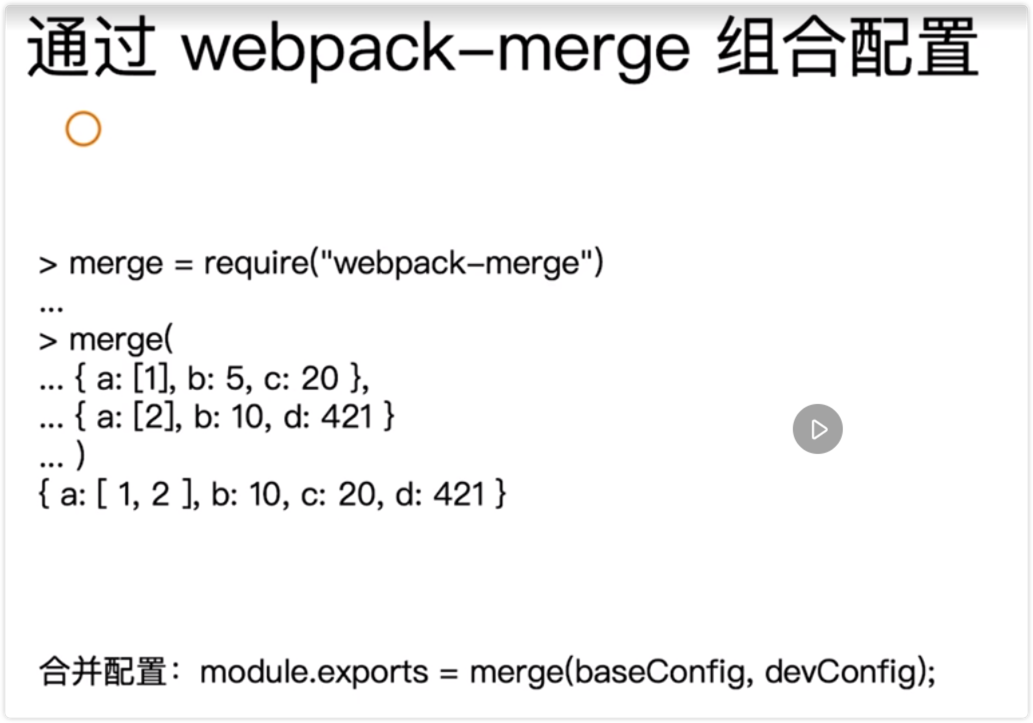 通过 webpack-merge 组合配置
> merge = require("webpack-merge")
...
> merge(
... { a: [1], b: 5, c: 20 },
... { a: [2], b: 10, d: 421 }
... )
{ a: [ 1, 2 ], b: 10, c: 20, d: 421 }
合并配置：module.exports = merge(baseConfig, devConfig);